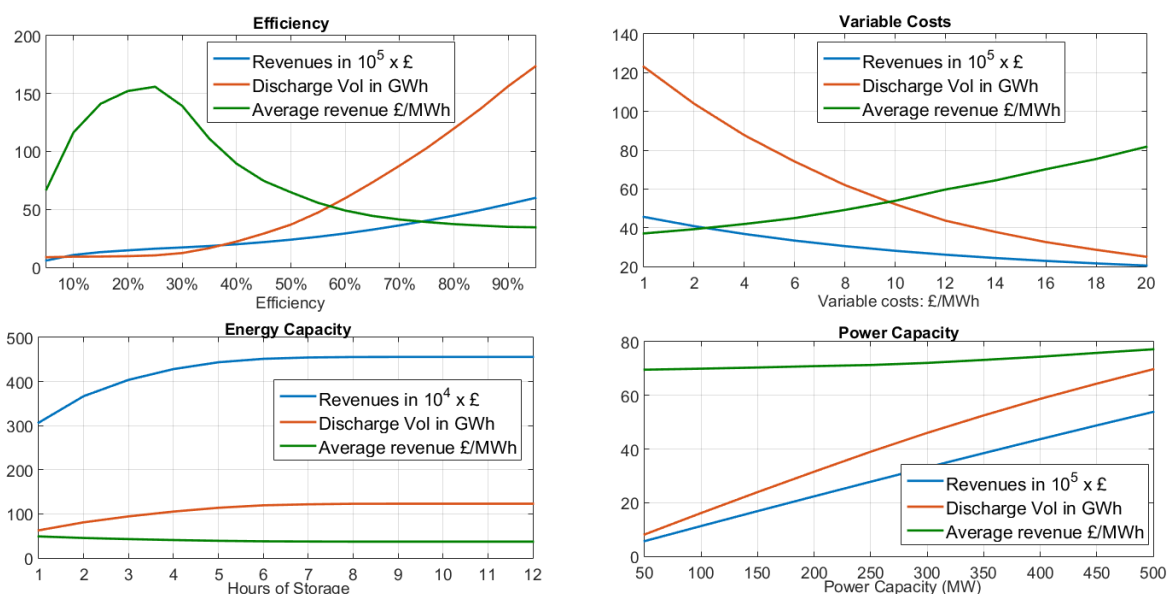 Efficiency
200
150
100
50
0
Revenues in 10^5 x £
Discharge Vol in GWh
Average revenue £/MWh
10% 20% 30% 40% 50% 60% 70% 80% 90%
Efficiency
Variable Costs
140
120
100
80
60
40
20
Revenues in 10^5 x £
Discharge Vol in GWh
Average revenue £/MWh
1 2 4 6 8 10 12 14 16 18 20
Variable costs: £/MWh
Energy Capacity
500
400
300
200
100
0
Revenues in 10^4 x £
Discharge Vol in GWh
Average revenue £/MWh
1 2 3 4 5 6 7 8 9 10 11 12
Hours of Storage
Power Capacity
80
60
40
20
0
Revenues in 10^5 x £
Discharge Vol in GWh
Average revenue £/MWh
50 100 150 200 250 300 350 400 450 500
Power Capacity (MW)